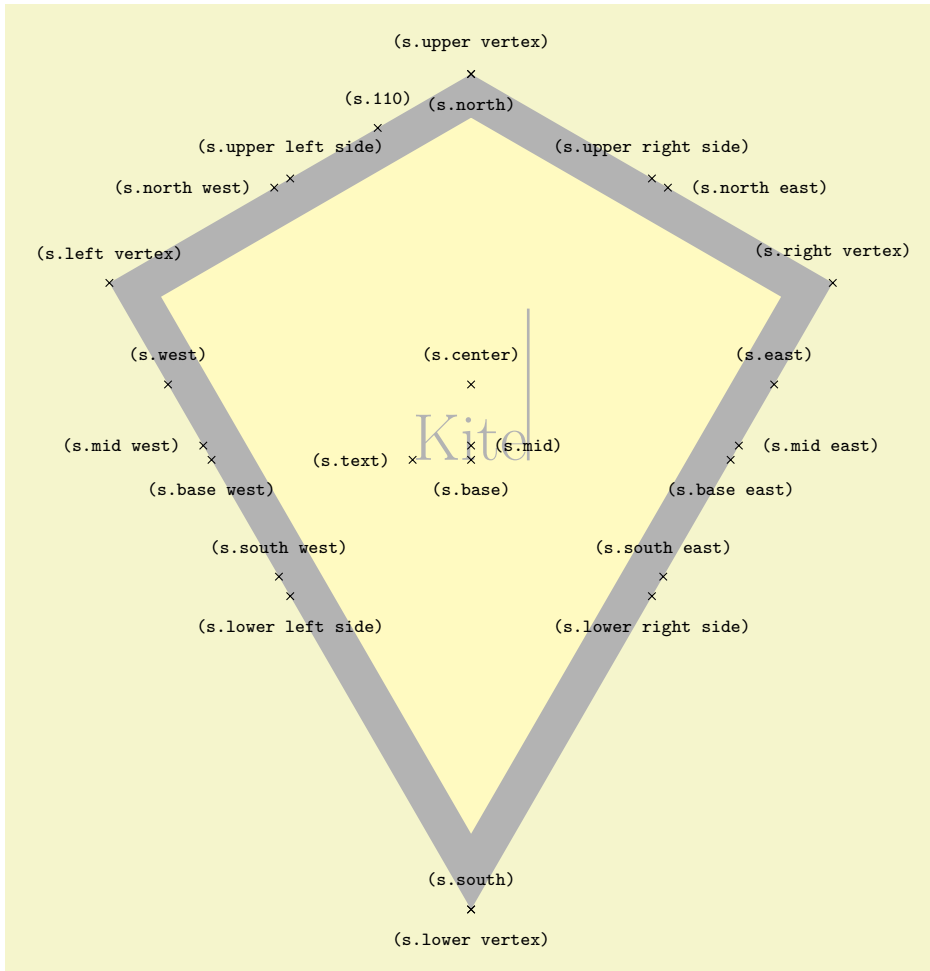 (s.upper vertex)
(s.110)
(s.north)
(s.upper left side)
(s.upper right side)
(s.north west)
(s.north east)
(s.left vertex)
(s.right vertex)
(s.west)
(s.center)
(s.east)
Kite
(s.mid west)
(s.mid)
(s.mid east)
(s.text)
(s.base west)
(s.base)
(s.base east)
(s.south west)
(s.south east)
(s.lower left side)
(s.lower right side)
(s.south)
(s.lower vertex)